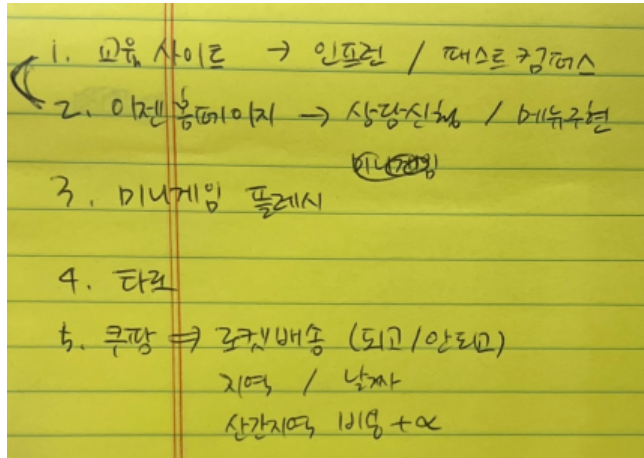 1. 교육 사이트 → 인프런 / 패스트 캠퍼스
2. 이젠 홈페이지 → 상담신청 / 메뉴구현
미니게임
3. 미니게임 플레시
4. 타로
5. 쿠팡 ⇒ 로켓배송 (되고/안되고)
지역 / 날짜
산간지역 비용 + α